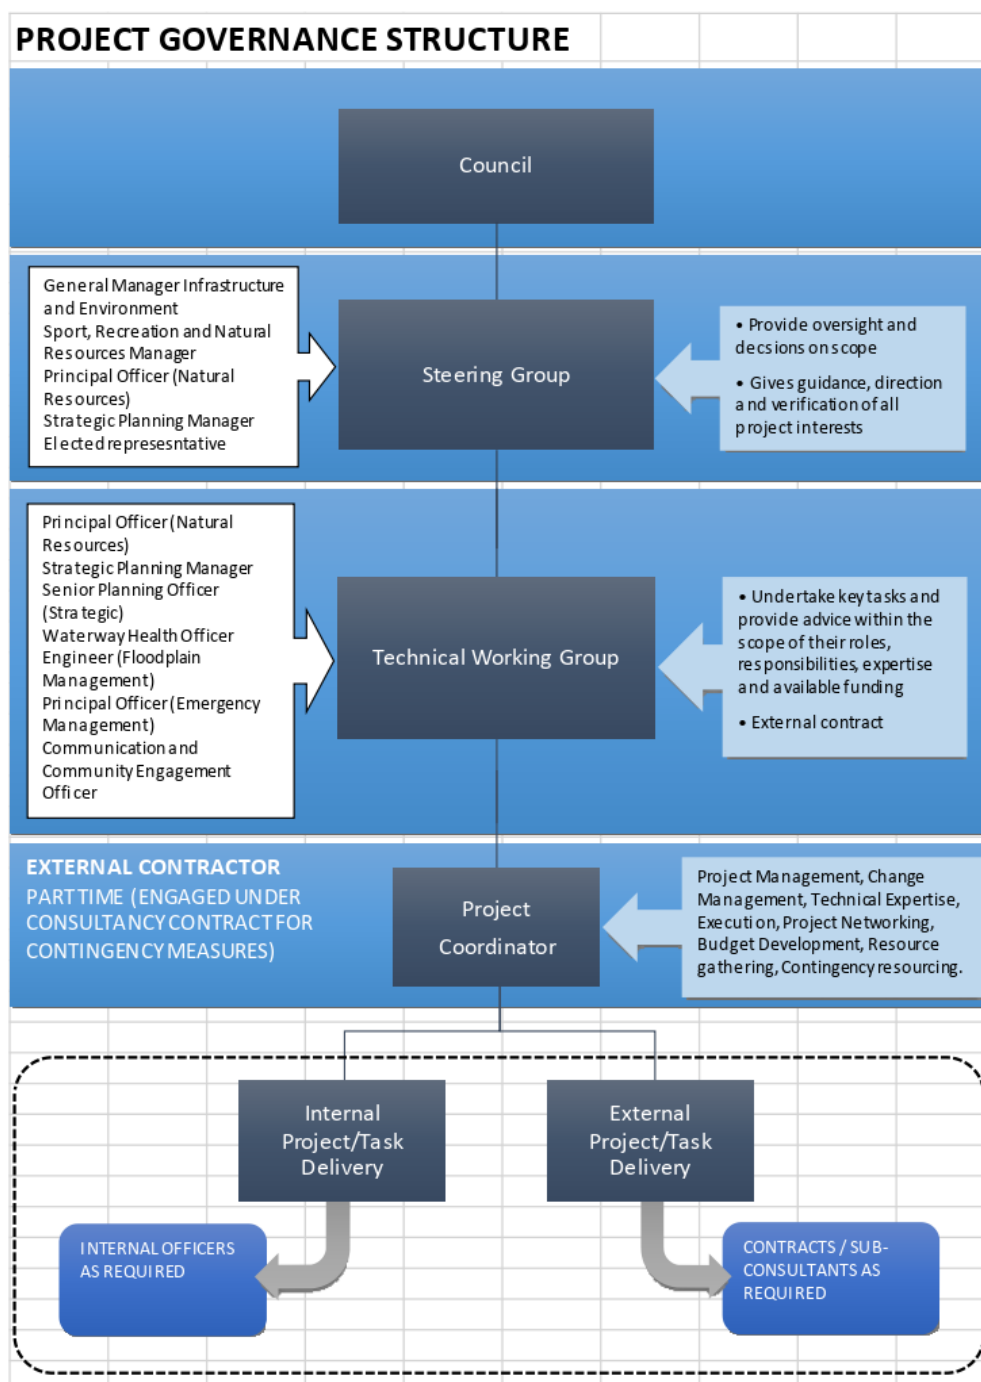 PROJECT GOVERNANCE STRUCTURE
Council
General Manager Infrastructure
and Environment
Sport, Recreation and Natural
Resources Manager
Principal Officer (Natural
Resources)
Strategic Planning Manager
Elected represesntative
Steering Group
• Provide oversight and
decsions on scope
• Gives guidance, direction
and verification of all
project interests
Principal Officer (Natural
Resources)
Strategic Planning Manager
Senior Planning Officer
(Strategic)
Waterway Health Officer
Engineer (Floodplain
Management)
Principal Officer (Emergency
Management)
Communication and
Community Engagement
Officer
Technical Working Group
• Undertake key tasks and
provide advice within the
scope of their roles,
responsibilities, expertise
and available funding
• External contract
EXTERNAL CONTRACTOR
PART TIME (ENGAGED UNDER
CONSULTANCY CONTRACT FOR
CONTINGENCY MEASURES)
Project
Coordinator
Project Management, Change
Management, Technical Expertise,
Execution, Project Networking,
Budget Development, Resource
gathering, Contingency resourcing.
Internal
Project/Task
Delivery
External
Project/Task
Delivery
INTERNAL OFFICERS
AS REQUIRED
CONTRACTS / SUB-
CONSULTANTS AS
REQUIRED